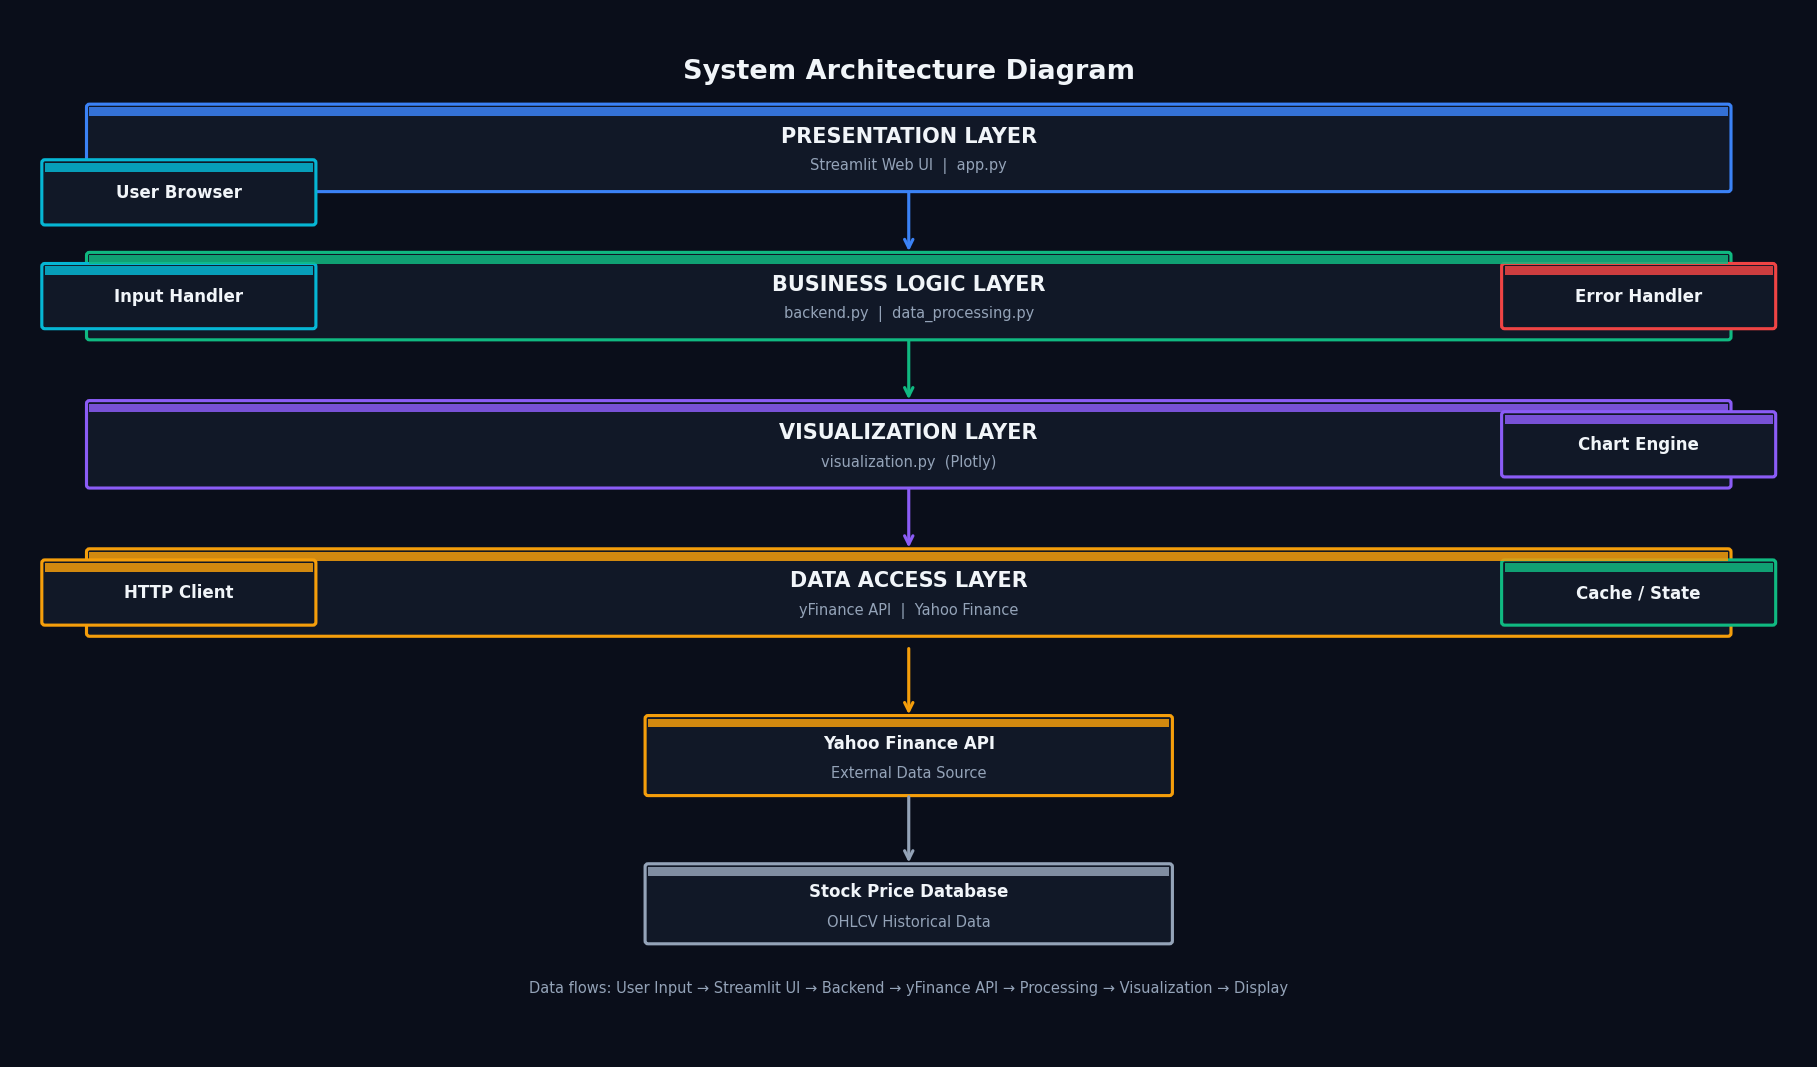 System Architecture Diagram
PRESENTATION LAYER
Streamlit Web UI | app.py
User Browser
BUSINESS LOGIC LAYER
backend.py | data_processing.py
Input Handler
Error Handler
VISUALIZATION LAYER
visualization.py (Plotly)
Chart Engine
DATA ACCESS LAYER
yFinance API | Yahoo Finance
HTTP Client
Cache / State
Yahoo Finance API
External Data Source
Stock Price Database
OHLCV Historical Data
Data flows: User Input → Streamlit UI → Backend → yFinance API → Processing → Visualization → Display